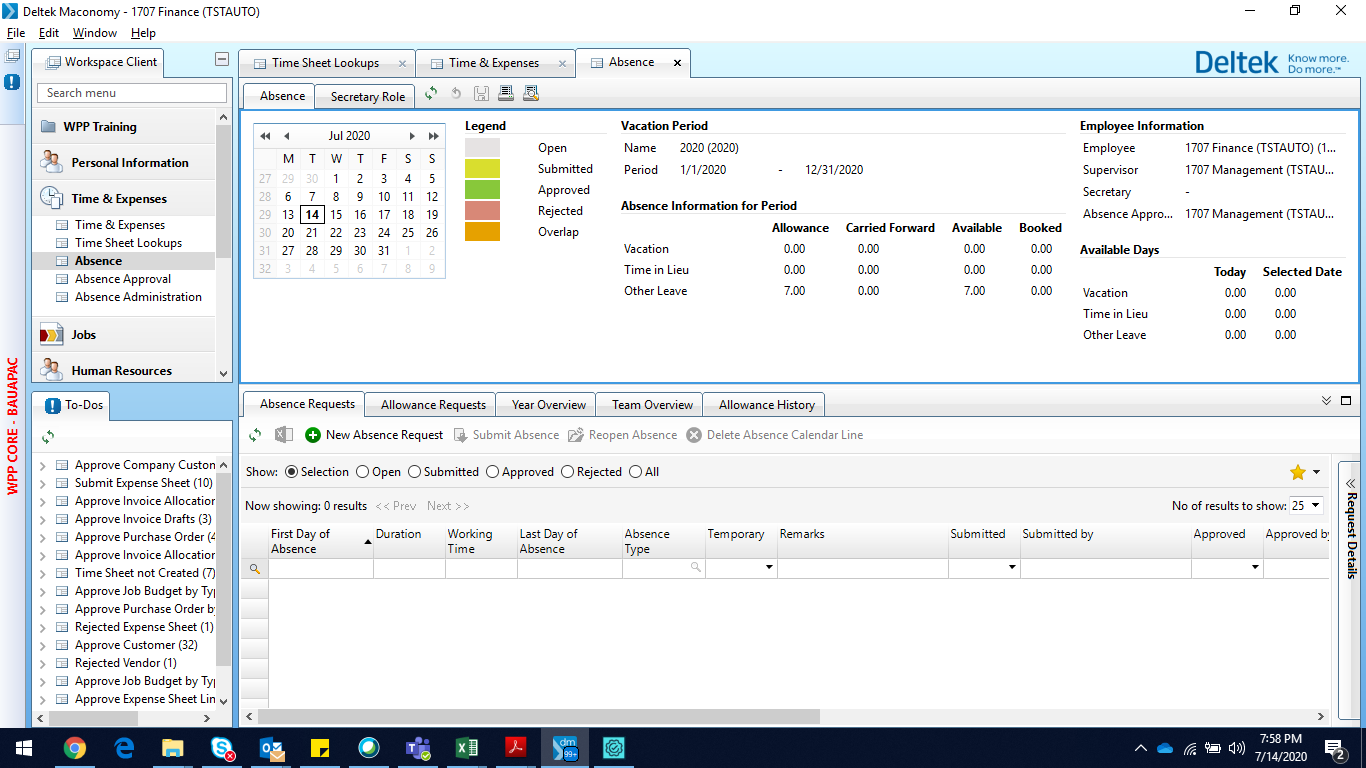 Deltek Maconomy - 1707 Finance (TSTAUTO)
File Edit Window Help
Workspace Client
Search menu
WPP Training
Personal Information
Time & Expenses
Time & Expenses
Time Sheet Lookups
Absence
Absence Approval
Absence Administration
Jobs
Human Resources
WPP CORE - BAUAPAC
To-Dos
Approve Company Custon
Submit Expense Sheet (10)
Approve Invoice Allocation
Approve Invoice Drafts (3)
Approve Purchase Order (4
Approve Invoice Allocation
Time Sheet not Created (7)
Approve Job Budget by Typ
Approve Purchase Order by
Rejected Expense Sheet (1)
Approve Customer (32)
Rejected Vendor (1)
Approve Job Budget by Typ
Approve Expense Sheet Lin
Time Sheet Lookups Time & Expenses Absence
Deltek Know more. Do more.™
Absence Secretary Role
Jul 2020
M T W T F S S
27 29 30 1 2 3 4 5
28 6 7 8 9 10 11 12
29 13 14 15 16 17 18 19
30 20 21 22 23 24 25 26
31 27 28 29 30 31 1 2
32 3 4 5 6 7 8 9
Legend
Open
Submitted
Approved
Rejected
Overlap
Vacation Period
Name 2020 (2020)
Period 1/1/2020 - 12/31/2020
Absence Information for Period
Allowance Carried Forward Available Booked
Vacation 0.00 0.00 0.00 0.00
Time in Lieu 0.00 0.00 0.00 0.00
Other Leave 7.00 0.00 7.00 0.00
Employee Information
Employee 1707 Finance (TSTAUTO) (1...
Supervisor 1707 Management (TSTAU...
Secretary -
Absence Appro... 1707 Management (TSTAU...
Available Days
Today Selected Date
Vacation 0.00 0.00
Time in Lieu 0.00 0.00
Other Leave 0.00 0.00
Absence Requests Allowance Requests Year Overview Team Overview Allowance History
New Absence Request Submit Absence Reopen Absence Delete Absence Calendar Line
Show: Selection Open Submitted Approved Rejected All
Now showing: 0 results << Prev Next >> No of results to show: 25
First Day of Absence Duration Working Time Last Day of Absence Absence Type Temporary Remarks Submitted Submitted by Approved Approved by
Request Details
dm
99+
7:58 PM
7/14/2020
2